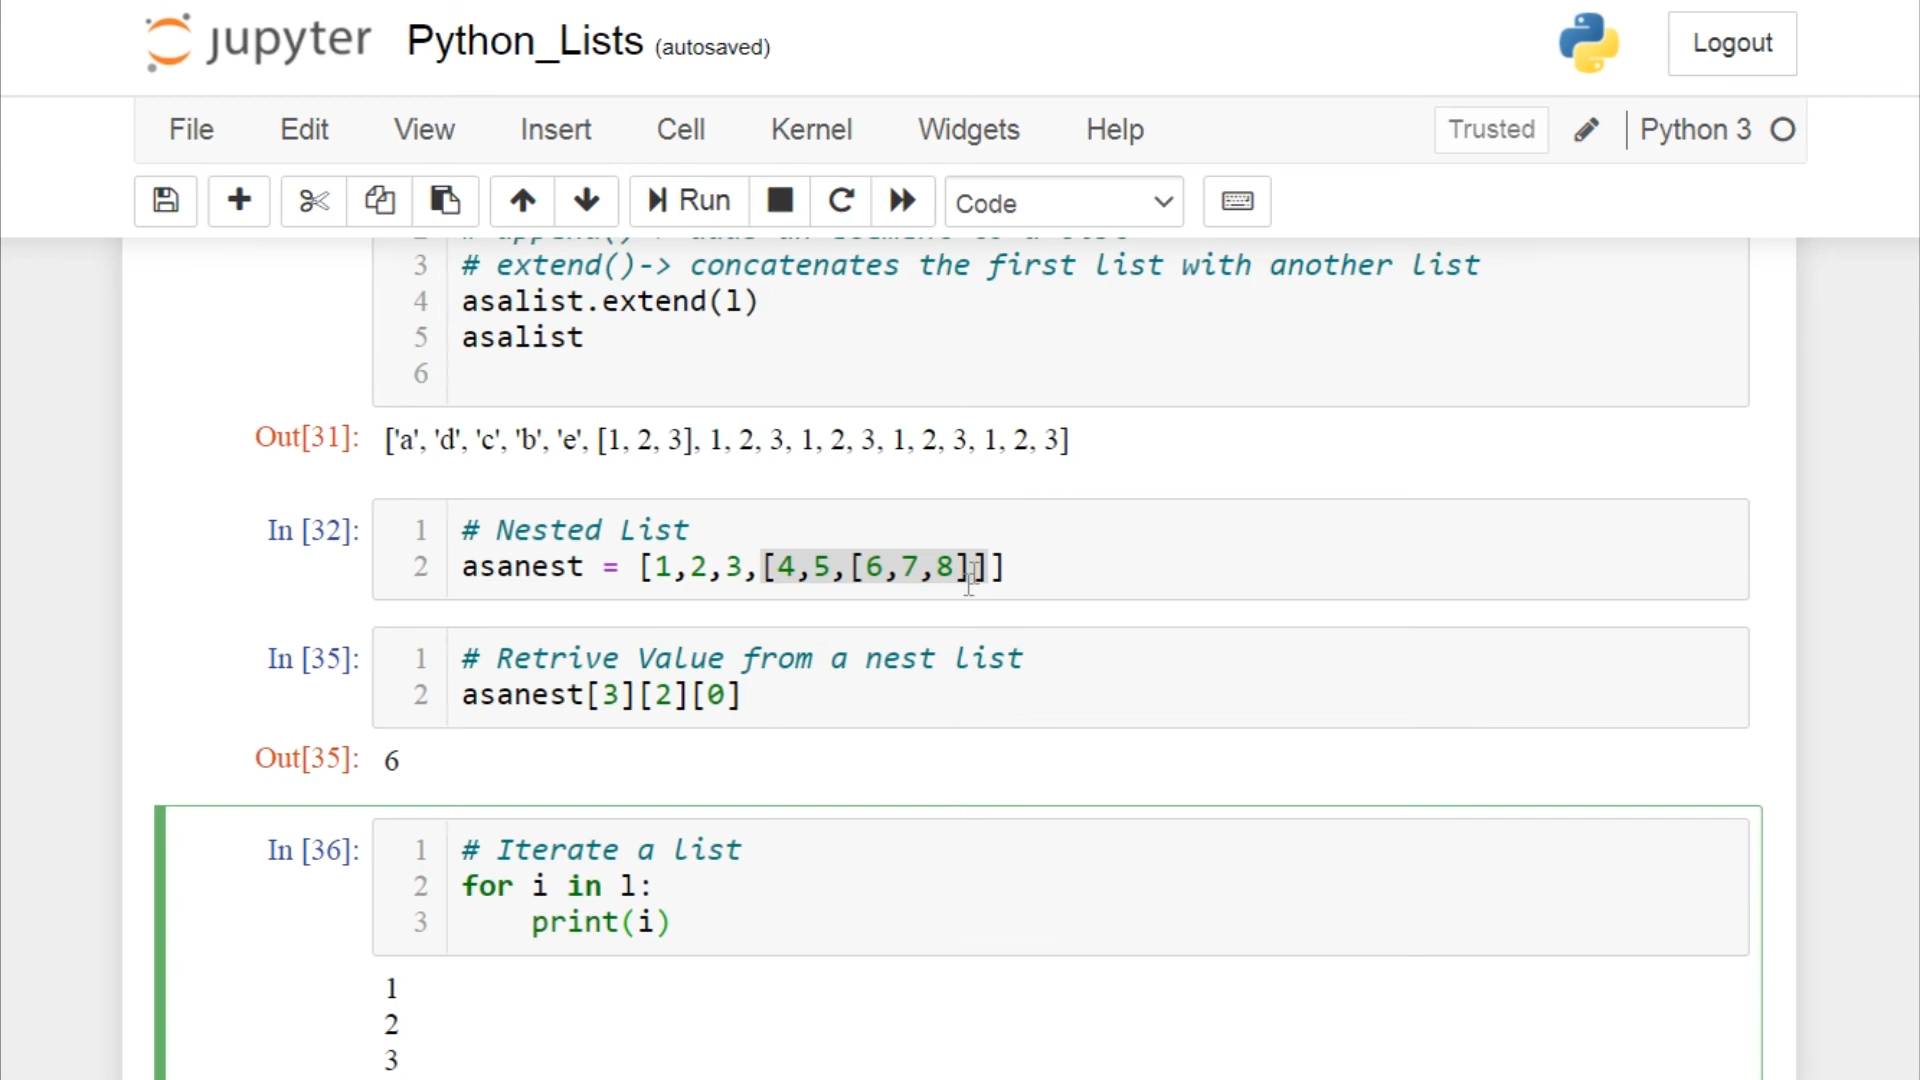 jupyter Python_Lists (autosaved) Logout
File Edit View Insert Cell Kernel Widgets Help Trusted Python 3
Run Code
3 # extend()-> concatenates the first list with another list
4 asalist.extend(l)
5 asalist
6
Out[31]: ['a', 'd', 'c', 'b', 'e', [1, 2, 3], 1, 2, 3, 1, 2, 3, 1, 2, 3, 1, 2, 3]
In [32]: 1 # Nested List
2 asanest = [1,2,3,[4,5,[6,7,8]]]
In [35]: 1 # Retrive Value from a nest list
2 asanest[3][2][0]
Out[35]: 6
In [36]: 1 # Iterate a list
2 for i in l:
3 print(i)
1
2
3